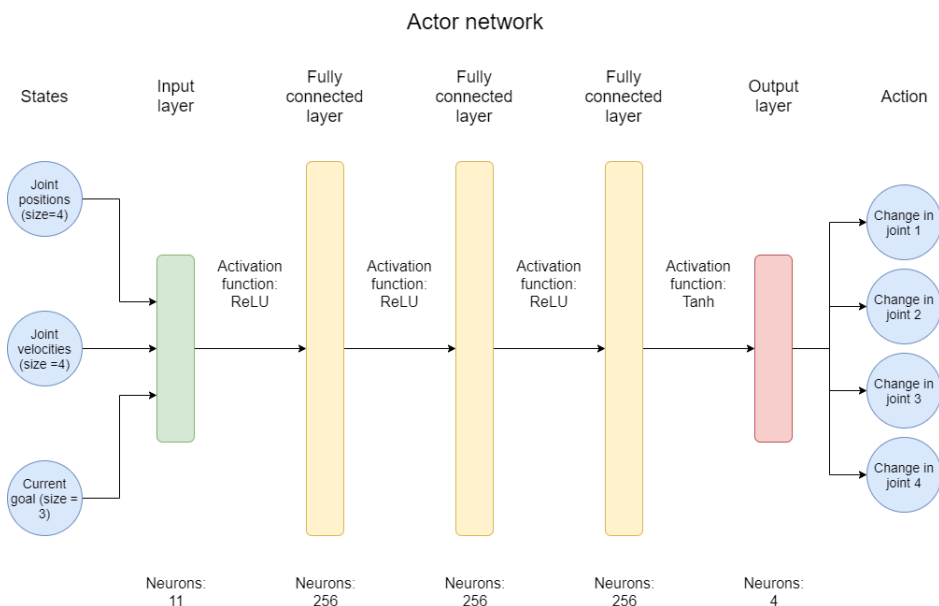 Actor network
States
Input
layer
Fully
connected
layer
Fully
connected
layer
Fully
connected
layer
Output
layer
Action
Joint
positions
(size=4)
Joint
velocities
(size =4)
Current
goal (size =
3)
Activation
function:
ReLU
Activation
function:
ReLU
Activation
function:
ReLU
Activation
function:
Tanh
Change in
joint 1
Change in
joint 2
Change in
joint 3
Change in
joint 4
Neurons:
11
Neurons:
256
Neurons:
256
Neurons:
256
Neurons:
4